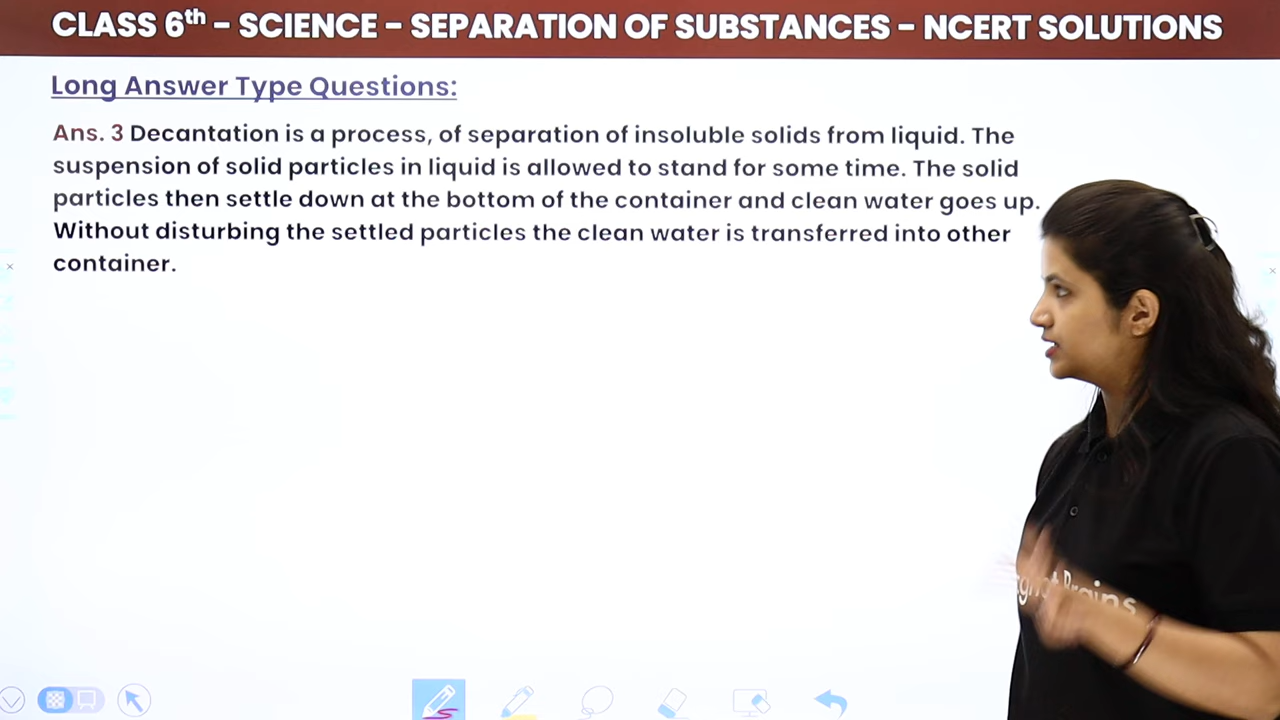 CLASS 6th – SCIENCE – SEPARATION OF SUBSTANCES – NCERT SOLUTIONS
Long Answer Type Questions:
Ans. 3 Decantation is a process, of separation of insoluble solids from liquid. The
suspension of solid particles in liquid is allowed to stand for some time. The solid
particles then settle down at the bottom of the container and clean water goes up.
Without disturbing the settled particles the clean water is transferred into other
container.